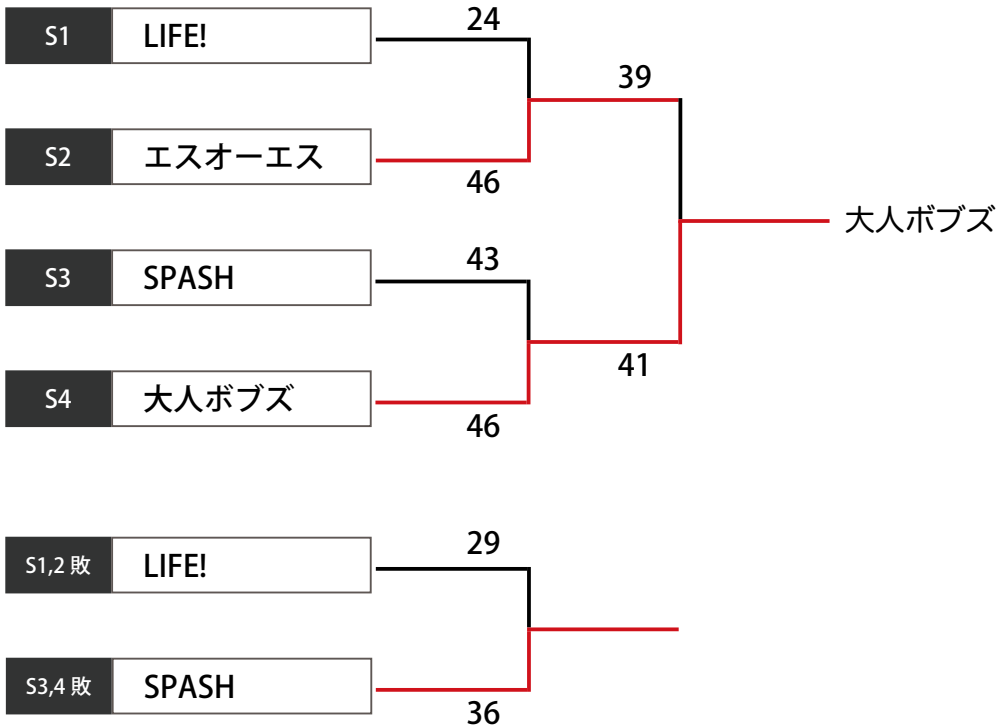 24
S1 LIFE!
39
S2 エスオーエス
46
大人ボブズ
43
S3 SPASH
41
S4 大人ボブズ
46
29
S1,2 敗 LIFE!
S3,4 敗 SPASH
36